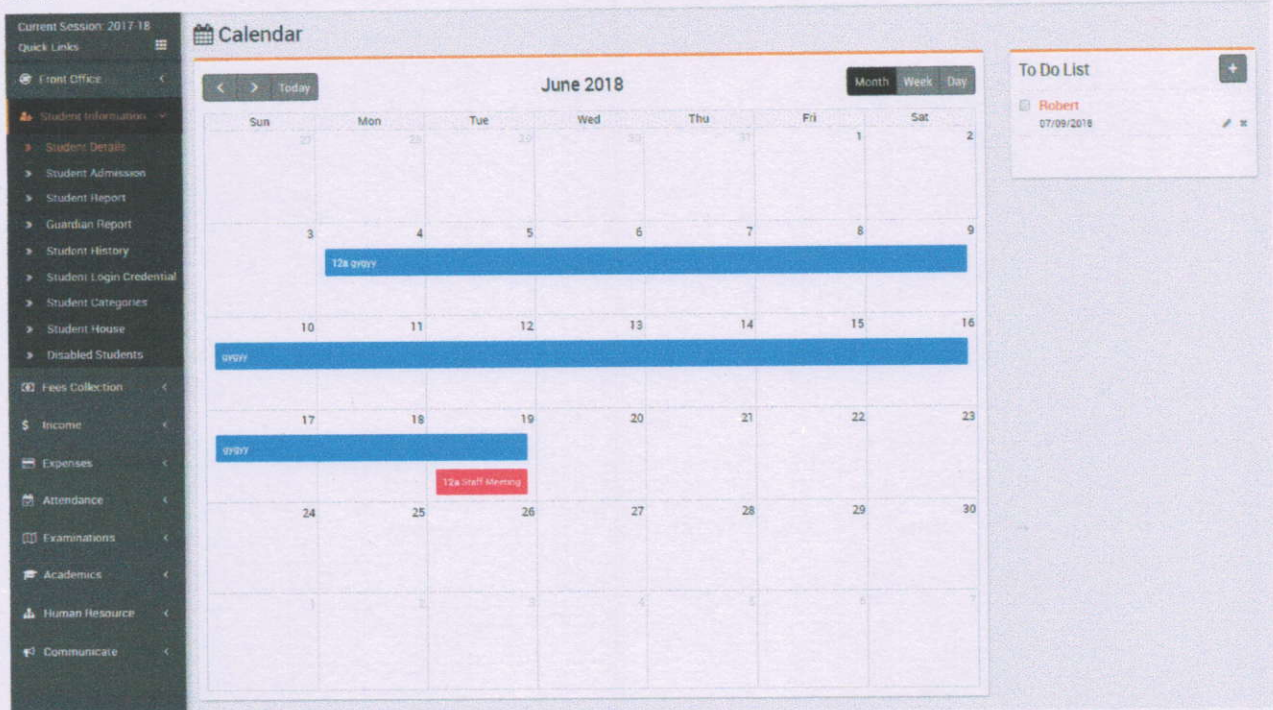 Current Session: 2017-18
Quick Links
Front Office
Student Information
Student Details
Student Admission
Student Report
Guardian Report
Student History
Student Login Credential
Student Categories
Student House
Disabled Students
Fees Collection
Income
Expenses
Attendance
Examinations
Academics
Human Resource
Communicate
Calendar
Today
June 2018
Month Week Day
Sun Mon Tue Wed Thu Fri Sat
27 28 29 30 31 1 2
3 4 5 6 7 8 9
12a gygyy
10 11 12 13 14 15 16
gygyy
17 18 19 20 21 22 23
gygyy
12a Staff Meeting
24 25 26 27 28 29 30
1 2 3 4 5 6 7
To Do List
Robert
07/09/2018